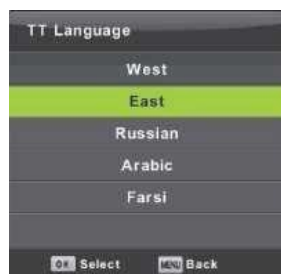 TT Language
West
East
Russian
Arabic
Farsi
OK Select MENU Back